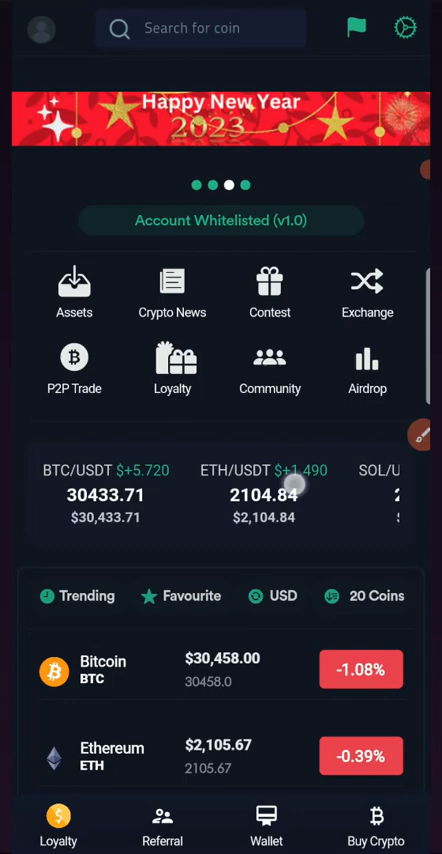 Search for coin
Happy New Year
2023
Account Whitelisted (v1.0)
Assets
Crypto News
Contest
Exchange
P2P Trade
Loyalty
Community
Airdrop
BTC/USDT $+5.720
30433.71
$30,433.71
ETH/USDT $+1.490
2104.84
$2,104.84
SOL/U
Trending
Favourite
USD
20 Coins
Bitcoin
BTC
$30,458.00
30458.0
-1.08%
Ethereum
ETH
$2,105.67
2105.67
-0.39%
Loyalty
Referral
Wallet
Buy Crypto